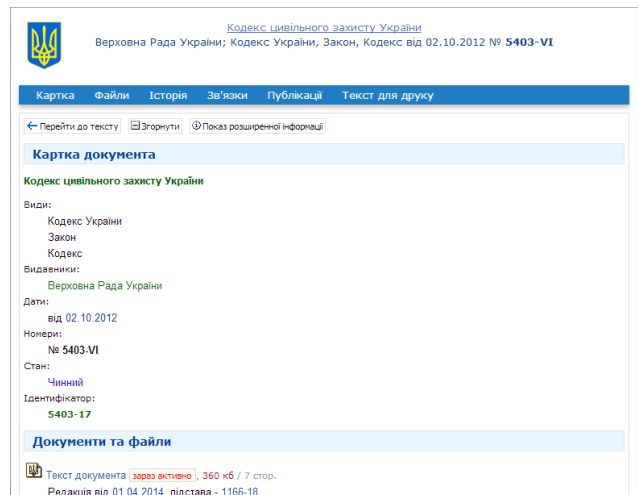 Кодекс цивільного захисту України
Верховна Рада України; Кодекс України, Закон, Кодекс від 02.10.2012 № 5403-VI
Картка Файли Історія Зв'язки Публікації Текст для друку
Перейти до тексту Згорнути Показ розширенної інформації
Картка документа
Кодекс цивільного захисту України
Види:
Кодекс України
Закон
Кодекс
Видавники:
Верховна Рада України
Дати:
від 02.10.2012
Номери:
№ 5403-VI
Стан:
Чинний
Ідентифікатор:
5403-17
Документи та файли
Текст документа зараз активно , 360 кб / 7 стор.
Редакція від 01.04.2014, підстава - 1166-18